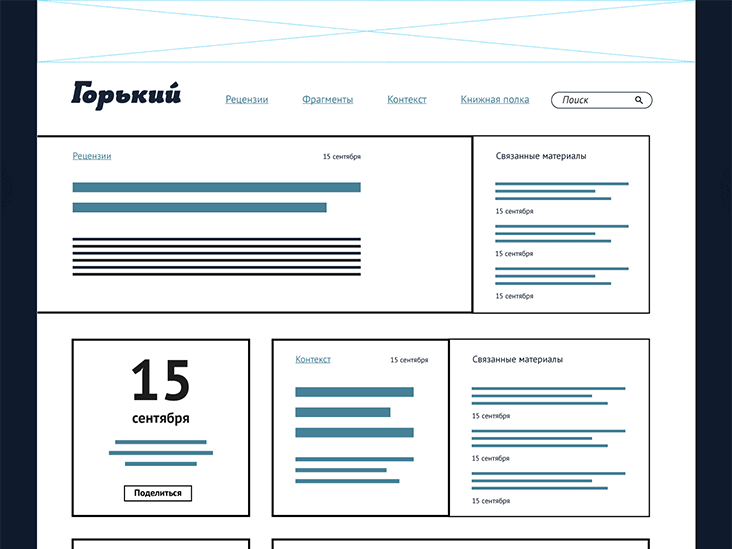 Горький
Рецензии Фрагменты Контекст Книжная полка Поиск
Рецензии 15 сентября
Связанные материалы
15 сентября
15 сентября
15 сентября
15
сентября
Поделиться
Контекст 15 сентября
Связанные материалы
15 сентября
15 сентября
15 сентября